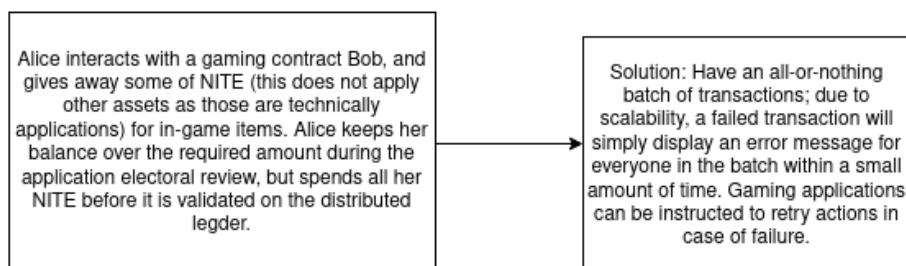 Alice interacts with a gaming contract Bob, and
gives away some of NITE (this does not apply
other assets as those are technically
applications) for in-game items. Alice keeps her
balance over the required amount during the
application electoral review, but spends all her
NITE before it is validated on the distributed
legder.
Solution: Have an all-or-nothing
batch of transactions; due to
scalability, a failed transaction will
simply display an error message for
everyone in the batch within a small
amount of time. Gaming applications
can be instructed to retry actions in
case of failure.